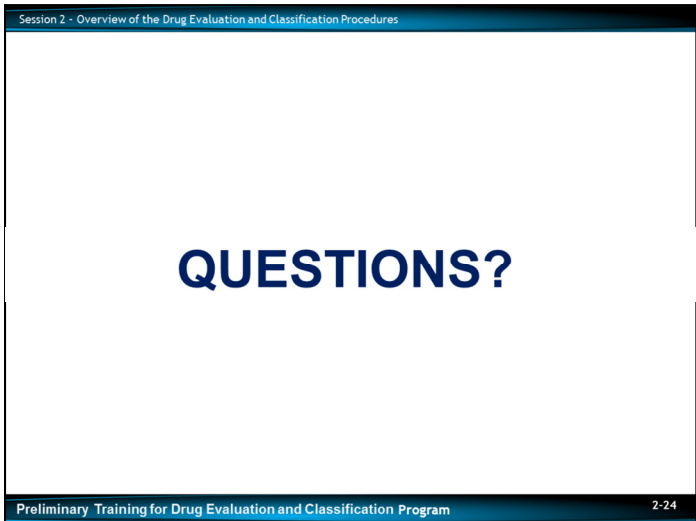 Session 2 - Overview of the Drug Evaluation and Classification Procedures
QUESTIONS?
Preliminary Training for Drug Evaluation and Classification Program
2-24